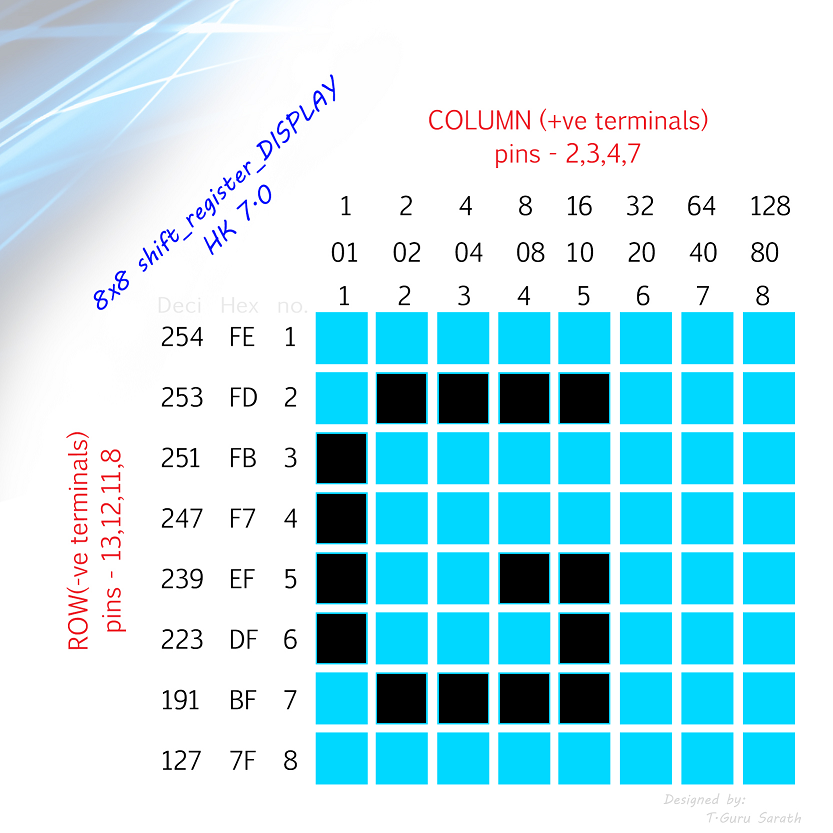 8x8 shift_register_DISPLAY
HK 7.0
COLUMN (+ve terminals)
pins - 2,3,4,7
1 2 4 8 16 32 64 128
01 02 04 08 10 20 40 80
1 2 3 4 5 6 7 8
Deci Hex no.
254 FE 1
253 FD 2
251 FB 3
247 F7 4
239 EF 5
223 DF 6
191 BF 7
127 7F 8
ROW(-ve terminals)
pins - 13,12,11,8
Designed by:
T-Guru Sarath